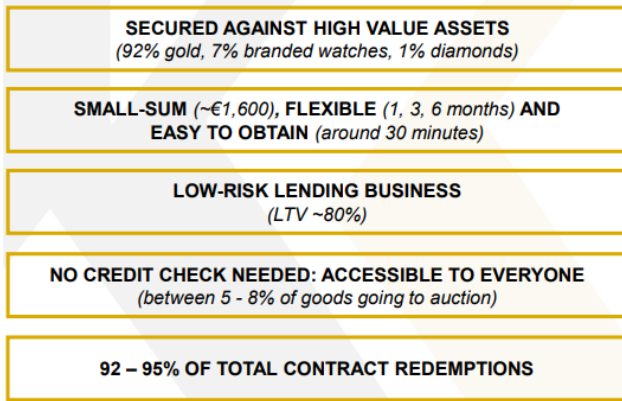 SECURED AGAINST HIGH VALUE ASSETS
(92% gold, 7% branded watches, 1% diamonds)
SMALL-SUM (~€1,600), FLEXIBLE (1, 3, 6 months) AND
EASY TO OBTAIN (around 30 minutes)
LOW-RISK LENDING BUSINESS
(LTV ~80%)
NO CREDIT CHECK NEEDED: ACCESSIBLE TO EVERYONE
(between 5 - 8% of goods going to auction)
92 – 95% OF TOTAL CONTRACT REDEMPTIONS